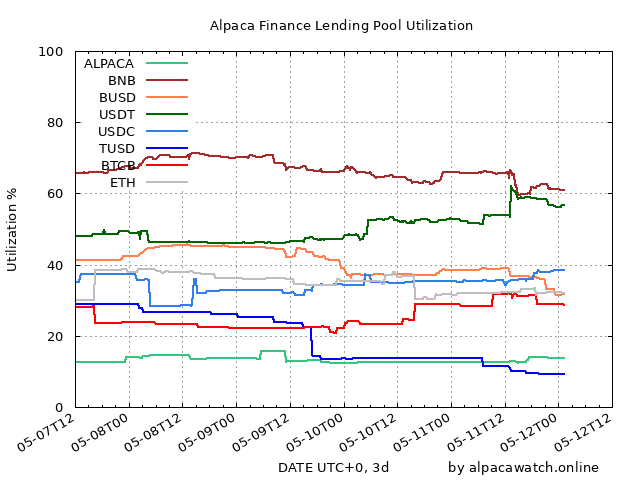 Alpaca Finance Lending Pool Utilization
100
80
60
40
20
0
Utilization %
ALPACA
BNB
BUSD
USDT
USDC
TUSD
BTCB
ETH
05-07T12
05-08T00
05-08T12
05-09T00
05-09T12
05-10T00
05-10T12
05-11T00
05-11T12
05-12T00
05-12T12
DATE UTC+0, 3d
by alpacawatch.online